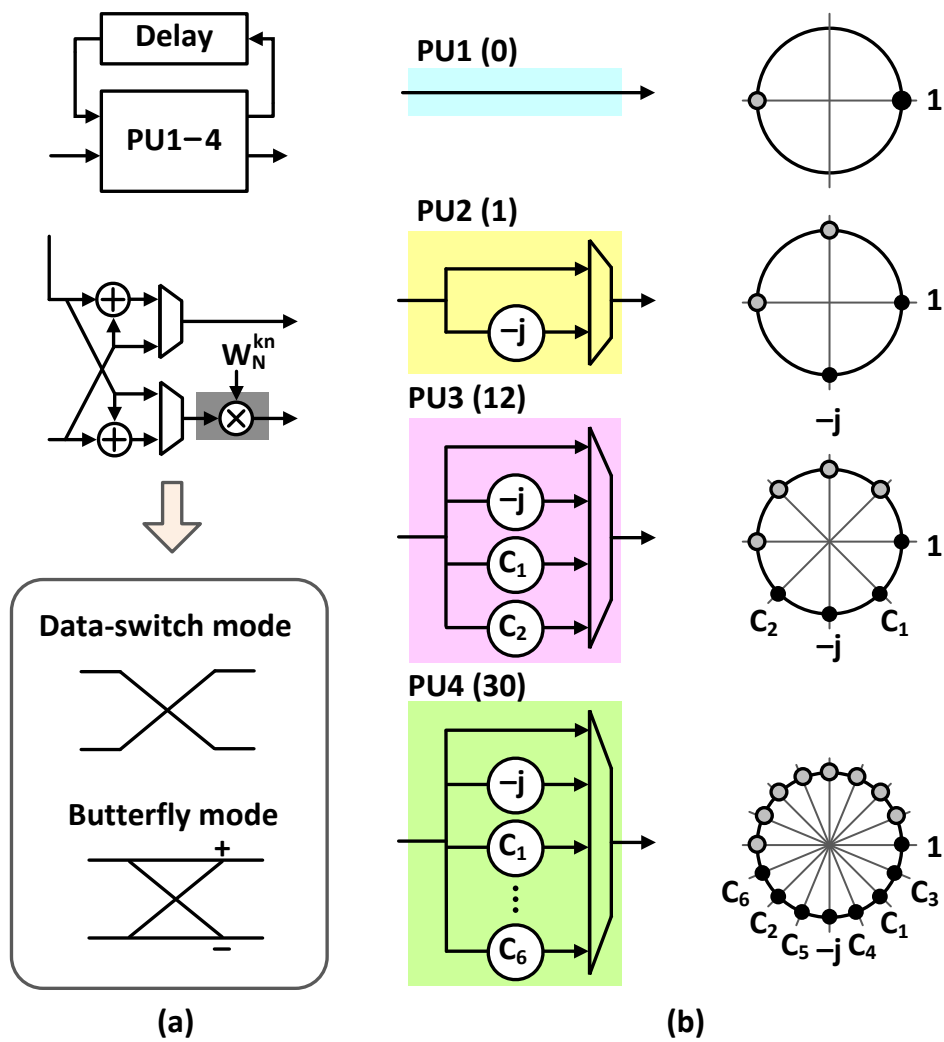 Delay
PU1−4
W_N^kn
Data-switch mode
Butterfly mode
+
−
(a)
PU1 (0)
1
PU2 (1)
−j
1
−j
PU3 (12)
−j
C₁
C₂
1
C₂
−j
C₁
PU4 (30)
−j
C₁
C₆
1
C₆
C₂
C₅
−j
C₄
C₁
C₃
(b)